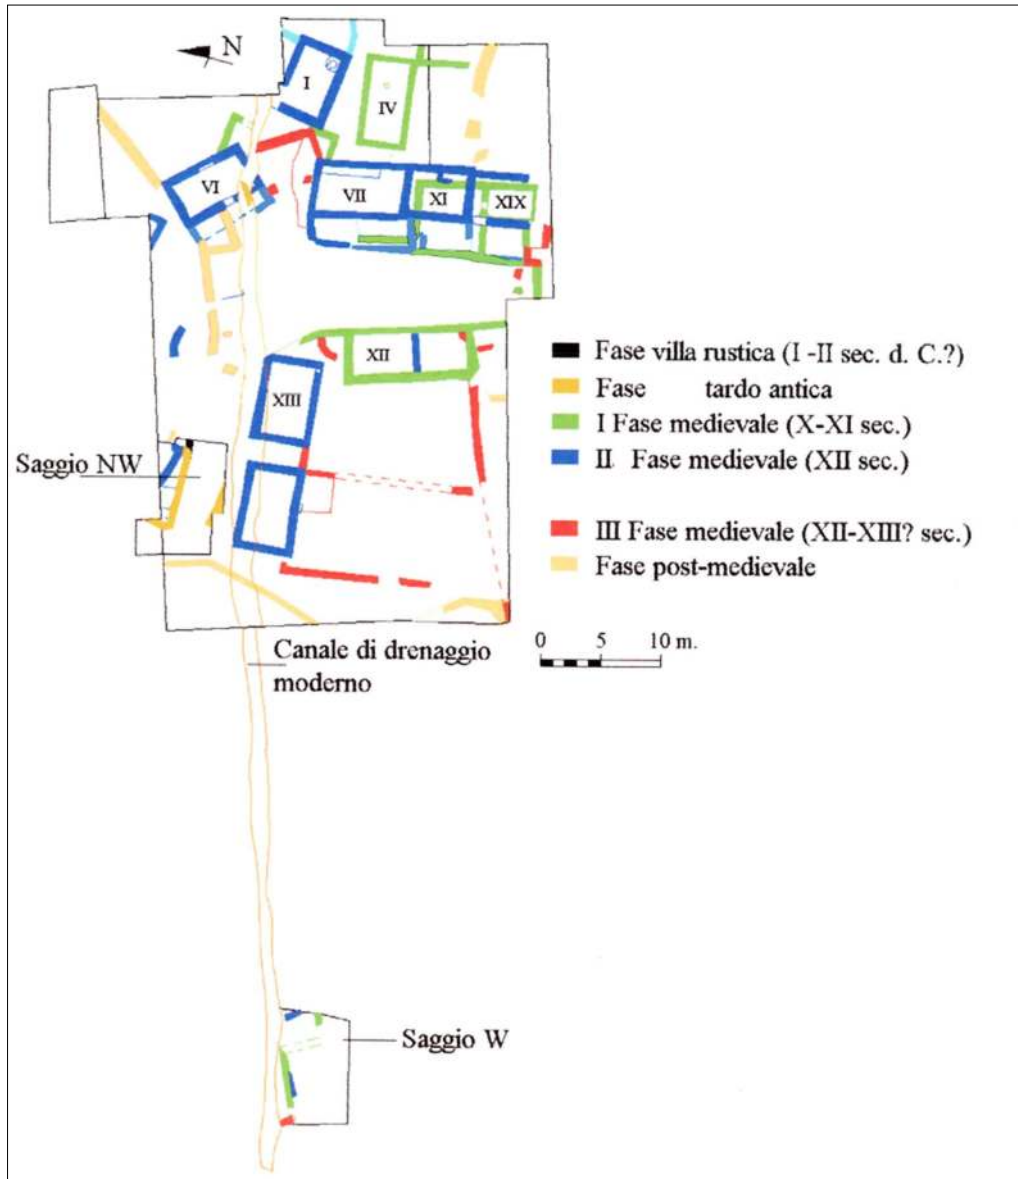 N
I
IV
VI
VII
XI
XIX
XII
XIII
Fase villa rustica (I -II sec. d. C.?)
Fase tardo antica
I Fase medievale (X-XI sec.)
II Fase medievale (XII sec.)
III Fase medievale (XII-XIII? sec.)
Fase post-medievale
Saggio NW
0 5 10 m.
Canale di drenaggio
moderno
Saggio W